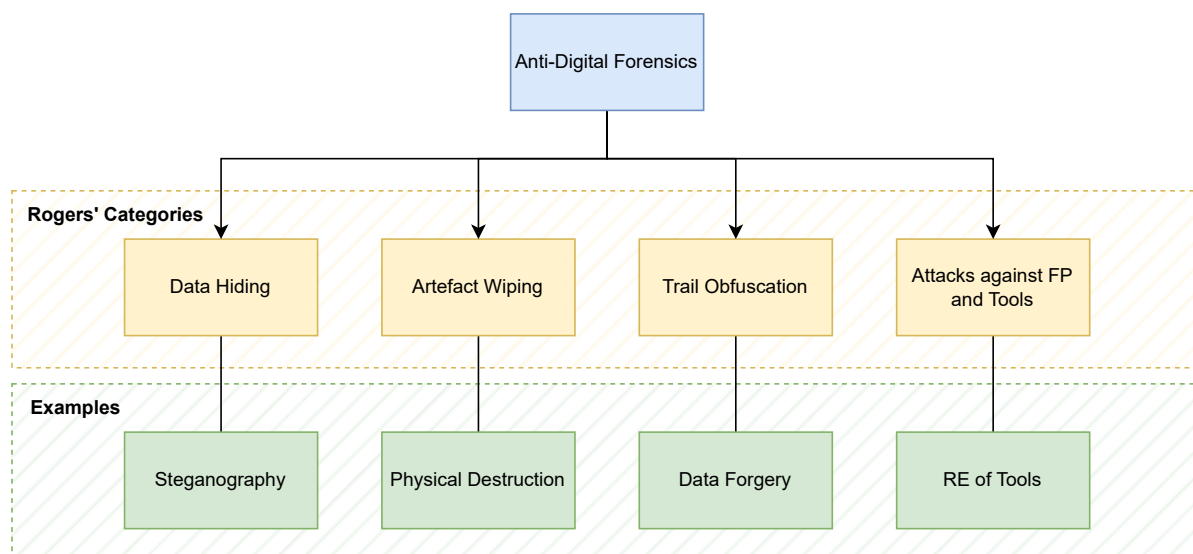 Anti-Digital Forensics
Rogers' Categories
Data Hiding
Artefact Wiping
Trail Obfuscation
Attacks against FP
and Tools
Examples
Steganography
Physical Destruction
Data Forgery
RE of Tools